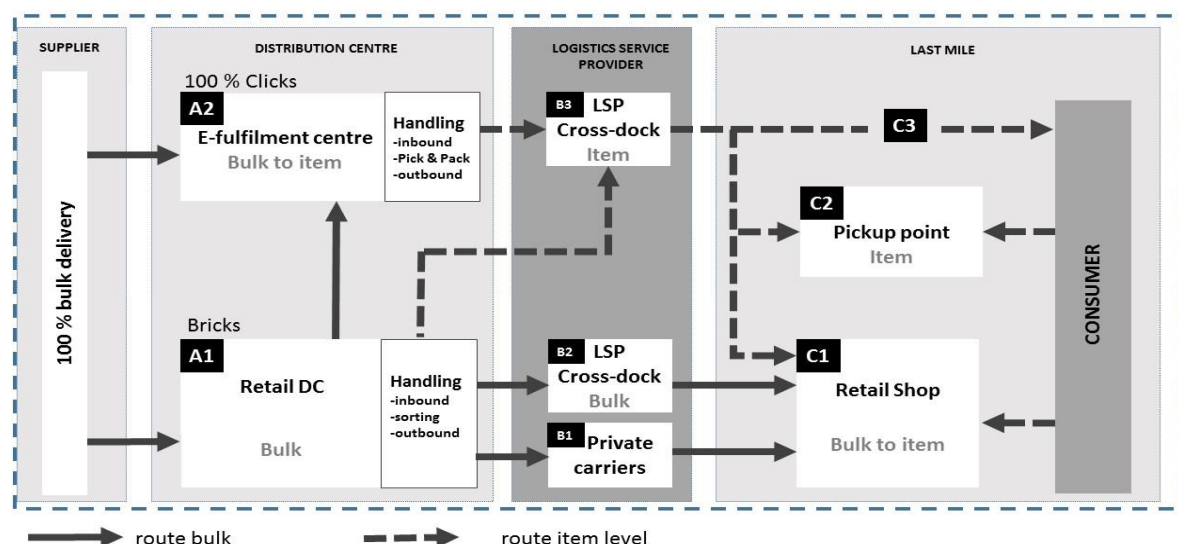 SUPPLIER
DISTRIBUTION CENTRE
LOGISTICS SERVICE
PROVIDER
LAST MILE
100 % bulk delivery
100 % Clicks
A2
E-fulfilment centre
Bulk to item
Handling
-inbound
-Pick & Pack
-outbound
B3
LSP
Cross-dock
Item
C3
C2
Pickup point
Item
CONSUMER
Bricks
A1
Retail DC
Bulk
Handling
-inbound
-sorting
-outbound
B2
LSP
Cross-dock
Bulk
B1
Private
carriers
C1
Retail Shop
Bulk to item
route bulk
route item level